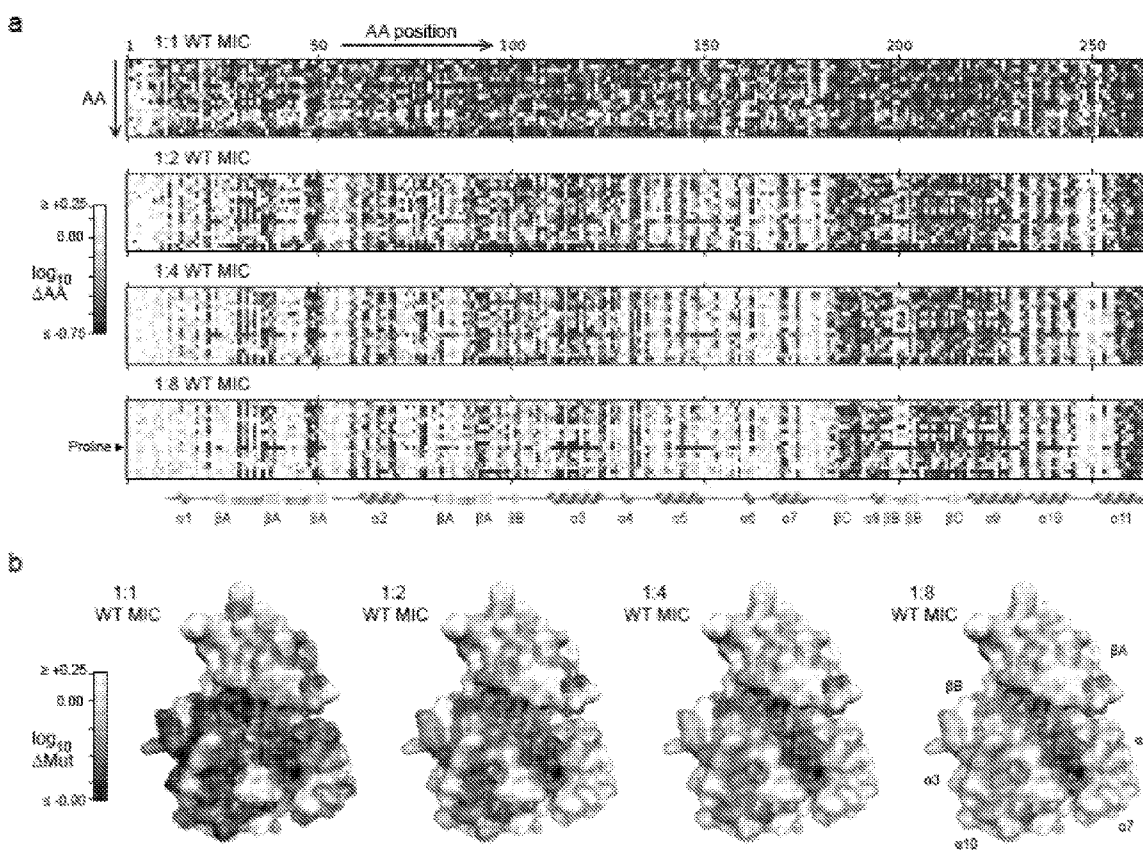 a
1:1 WT MIC
AA position
1 50 100 150 200 250
AA
1:2 WT MIC
≥ +0.25
0.00
log10
ΔAA
≤ -0.75
1:4 WT MIC
1:8 WT MIC
Proline
α1 βA βA βA α2 βA βA βB α3 α4 α5 α6 α7 βC α8 βB βB βC α9 α10 α11
b
1:1
WT MIC
1:2
WT MIC
1:4
WT MIC
1:8
WT MIC
≥ +0.25
0.00
log10
ΔMut
βA
βB
α
α3
α7
α10